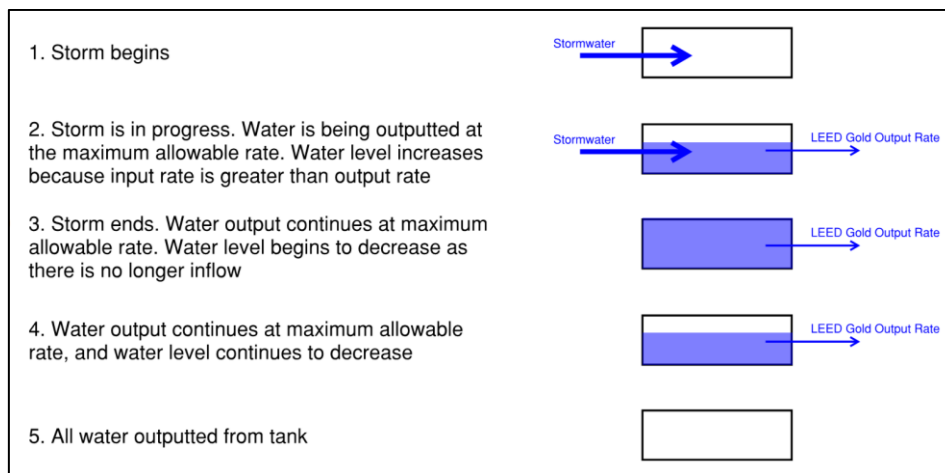 1. Storm begins
Stormwater
2. Storm is in progress. Water is being outputted at
the maximum allowable rate. Water level increases
because input rate is greater than output rate
Stormwater
LEED Gold Output Rate
3. Storm ends. Water output continues at maximum
allowable rate. Water level begins to decrease as
there is no longer inflow
LEED Gold Output Rate
4. Water output continues at maximum allowable
rate, and water level continues to decrease
LEED Gold Output Rate
5. All water outputted from tank